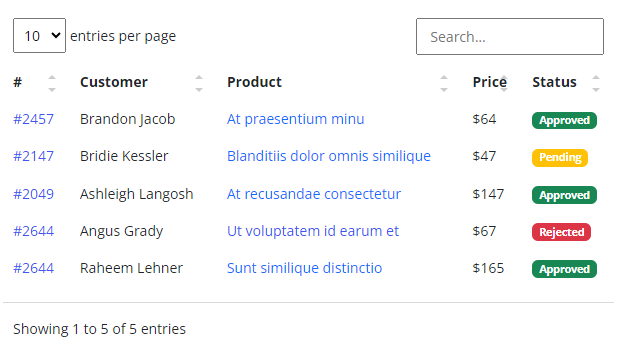 10 entries per page Search...
# Customer Product Price Status
#2457 Brandon Jacob At praesentium minu $64 Approved
#2147 Bridie Kessler Blanditiis dolor omnis similique $47 Pending
#2049 Ashleigh Langosh At recusandae consectetur $147 Approved
#2644 Angus Grady Ut voluptatem id earum et $67 Rejected
#2644 Raheem Lehner Sunt similique distinctio $165 Approved
Showing 1 to 5 of 5 entries